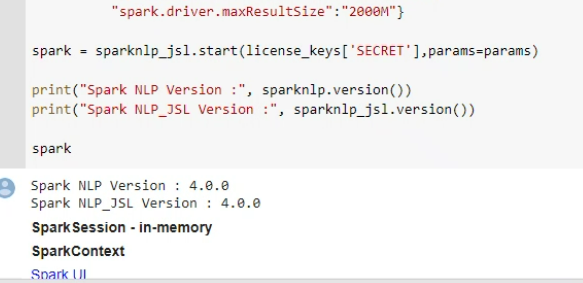 "spark.driver.maxResultSize":"2000M"}
spark = sparknlp_jsl.start(license_keys['SECRET'],params=params)
print("Spark NLP Version :", sparknlp.version())
print("Spark NLP_JSL Version :", sparknlp_jsl.version())
spark
Spark NLP Version : 4.0.0
Spark NLP_JSL Version : 4.0.0
SparkSession - in-memory
SparkContext
Spark UI